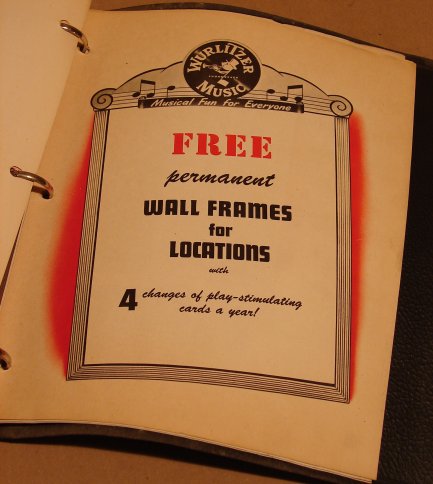 WURLITZER
MUSIC
Musical Fun for Everyone
FREE
permanent
WALL FRAMES
for
LOCATIONS
with
4 changes of play-stimulating
cards a year!